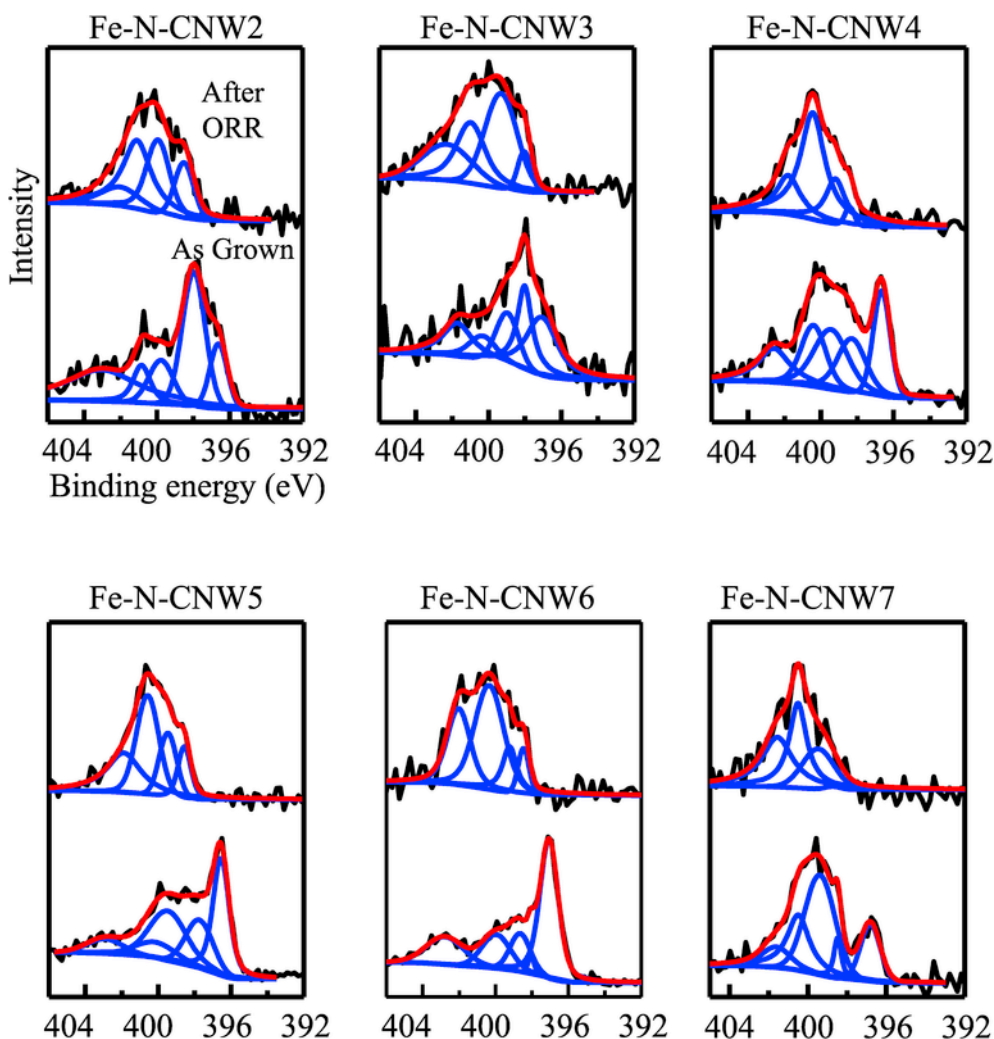 Fe-N-CNW2 Fe-N-CNW3 Fe-N-CNW4
After
ORR
Intensity
As Grown
404 400 396 392 404 400 396 392 404 400 396 392
Binding energy (eV)
Fe-N-CNW5 Fe-N-CNW6 Fe-N-CNW7
404 400 396 392 404 400 396 392 404 400 396 392